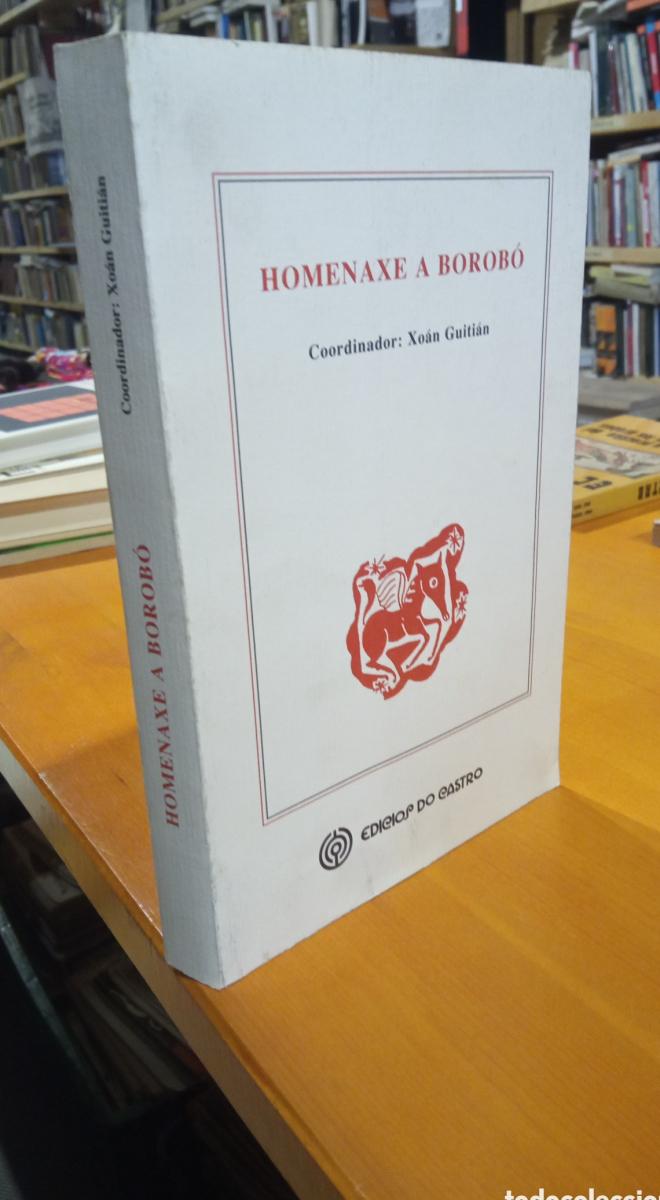 HOMENAXE A BOROBÓ
Coordinador: Xoán Guitián
EDICIOS DO CASTRO
Coordinador: Xoán Guitián
HOMENAXE A BOROBÓ